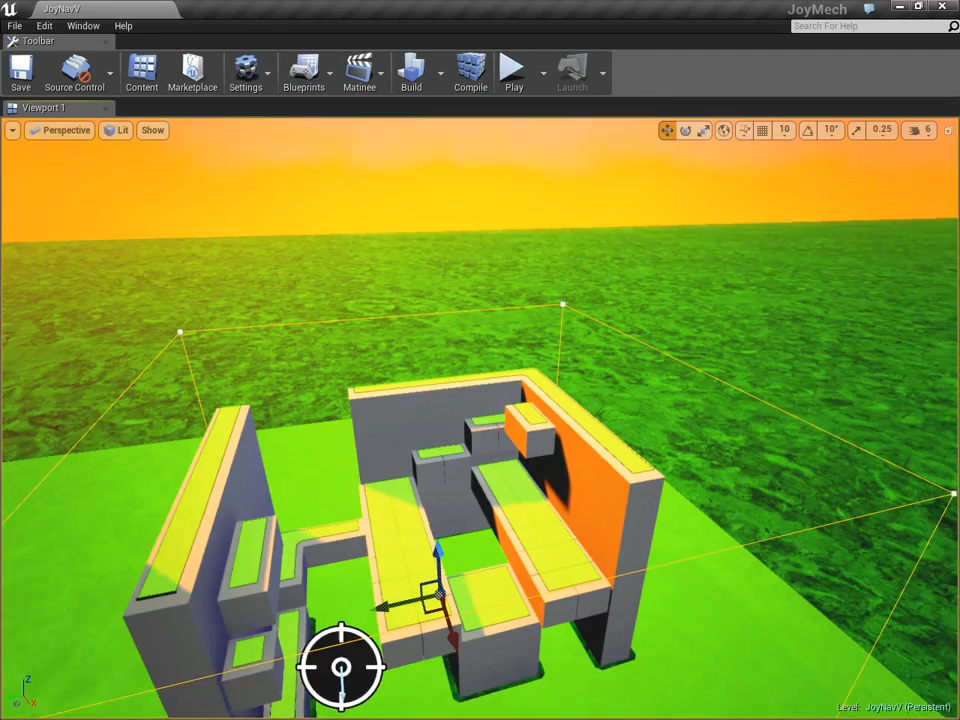 JoyNavV
JoyMech
File Edit Window Help
Search For Help
Toolbar
Save Source Control Content Marketplace Settings Blueprints Matinee Build Compile Play Launch
Viewport 1
Perspective Lit Show 10 10° 0.25 6
Z
X
Level: JoyNavV (Persistent)